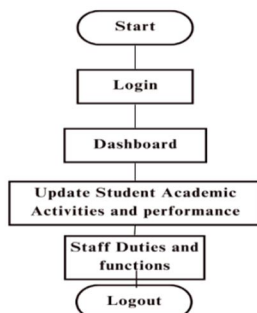 Start
Login
Dashboard
Update Student Academic
Activities and performance
Staff Duties and
functions
Logout